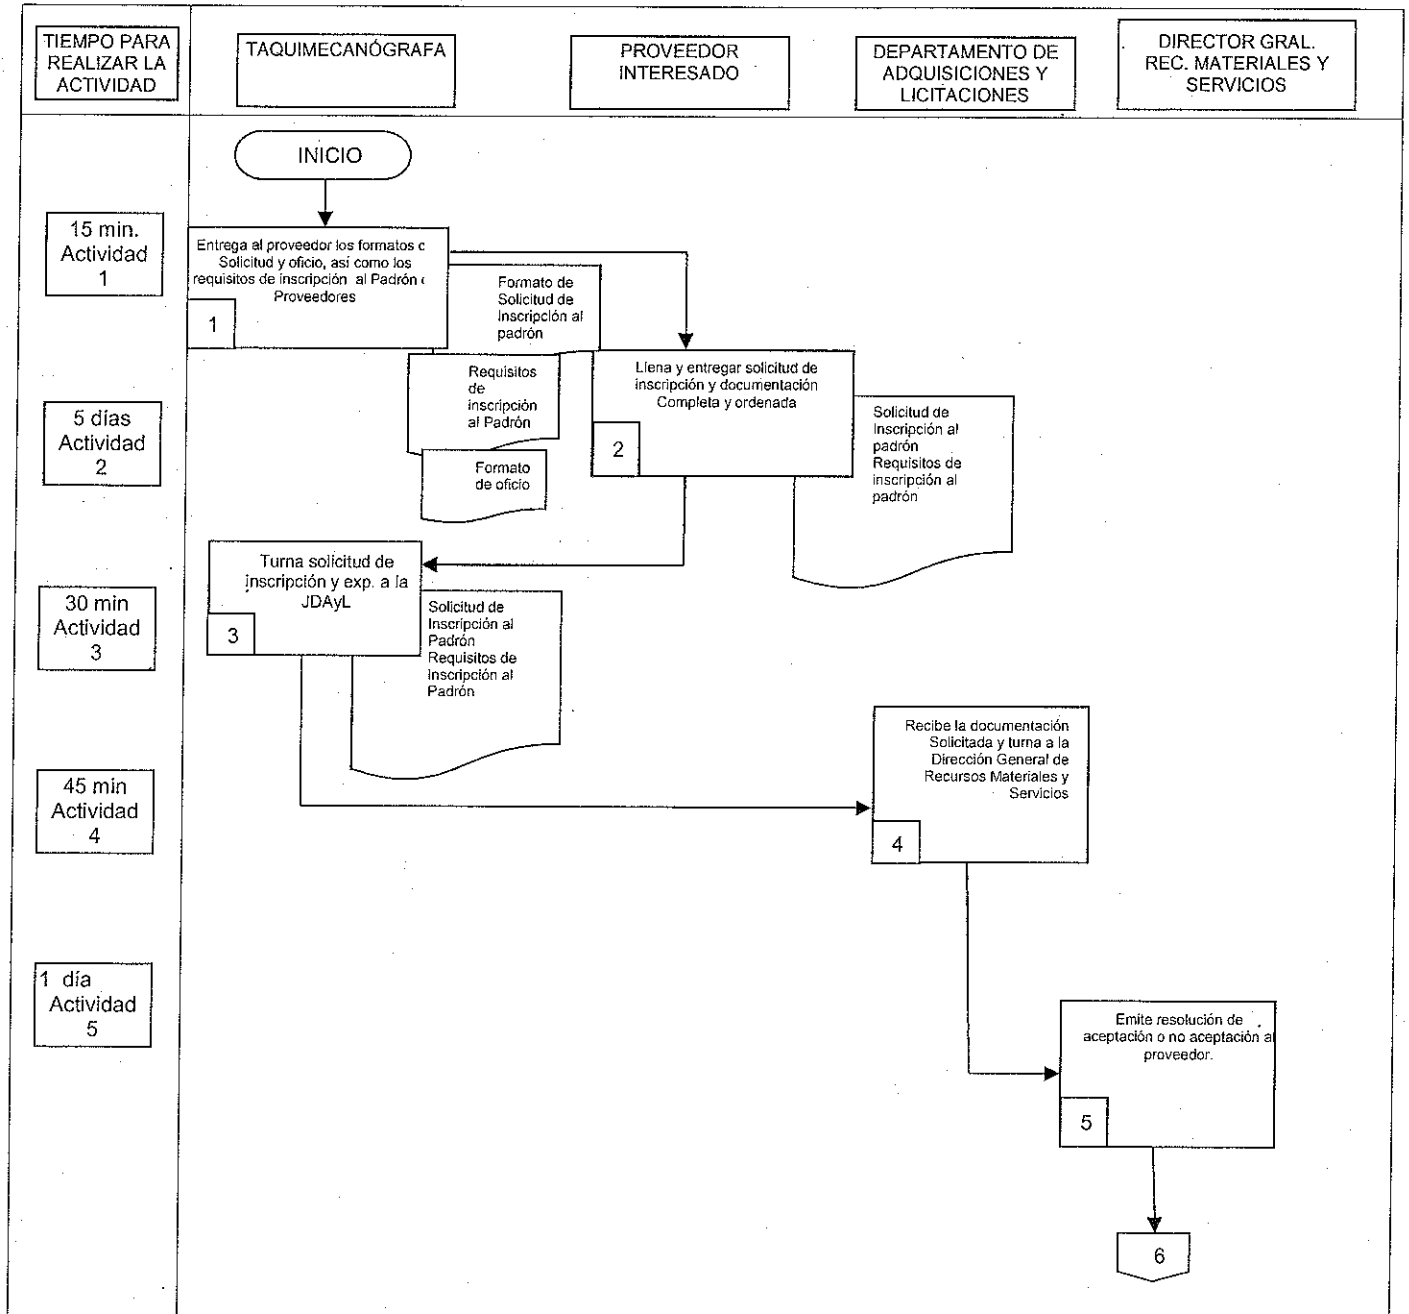 TIEMPO PARA
REALIZAR LA
ACTIVIDAD
TAQUIMECANÓGRAFA
PROVEEDOR
INTERESADO
DEPARTAMENTO DE
ADQUISICIONES Y
LICITACIONES
DIRECTOR GRAL.
REC. MATERIALES Y
SERVICIOS
INICIO
15 min.
Actividad
1
Entrega al proveedor los formatos
Solicitud y oficio, así como los
requisitos de inscripción al Padrón
Proveedores
1
Formato de
Solicitud de
Inscripción al
padrón
Requisitos
de
inscripción
al Padrón
Formato
de oficio
5 días
Actividad
2
Llena y entregar solicitud de
inscripción y documentación
Completa y ordenada
2
Solicitud de
Inscripción al
padrón
Requisitos de
inscripción al
padrón
30 min
Actividad
3
Turna solicitud de
inscripción y exp. a la
JDAyL
3
Solicitud de
Inscripción al
Padrón
Requisitos de
Inscripción al
Padrón
45 min
Actividad
4
Recibe la documentación
Solicitada y turna a la
Dirección General de
Recursos Materiales y
Servicios
4
1 día
Actividad
5
Emite resolución de
aceptación o no aceptación al
proveedor.
5
6